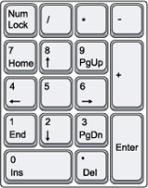 Num
Lock
/
*
-
7
Home
8
↑
9
PgUp
+
4
←
5
6
→
1
End
2
↓
3
PgDn
Enter
0
Ins
*
Del